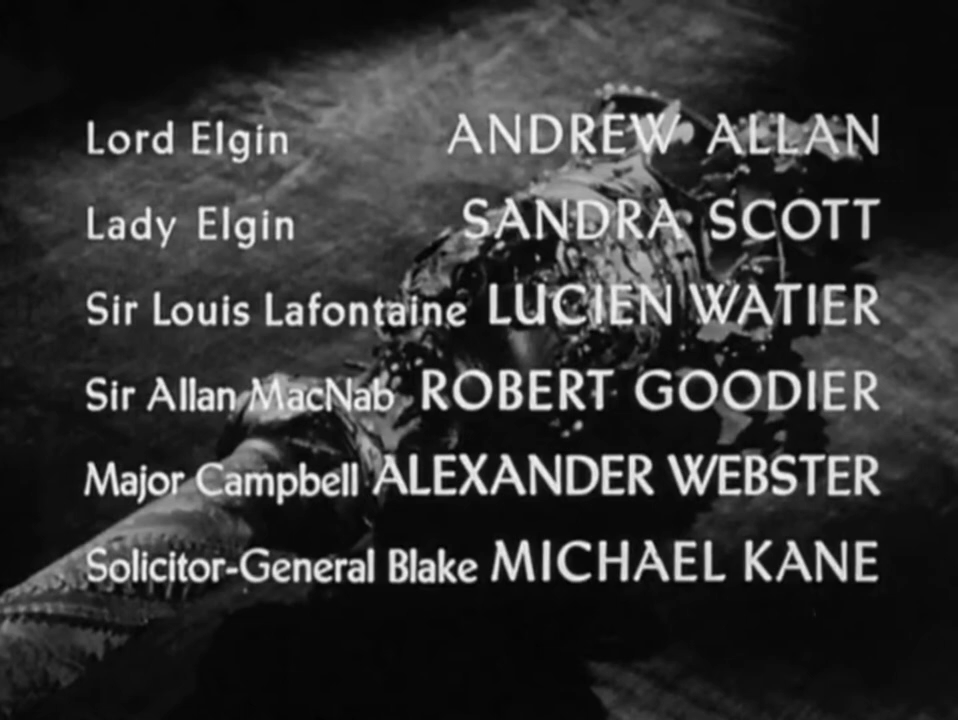 Lord Elgin ANDREW ALLAN
Lady Elgin SANDRA SCOTT
Sir Louis Lafontaine LUCIEN WATIER
Sir Allan MacNab ROBERT GOODIER
Major Campbell ALEXANDER WEBSTER
Solicitor-General Blake MICHAEL KANE